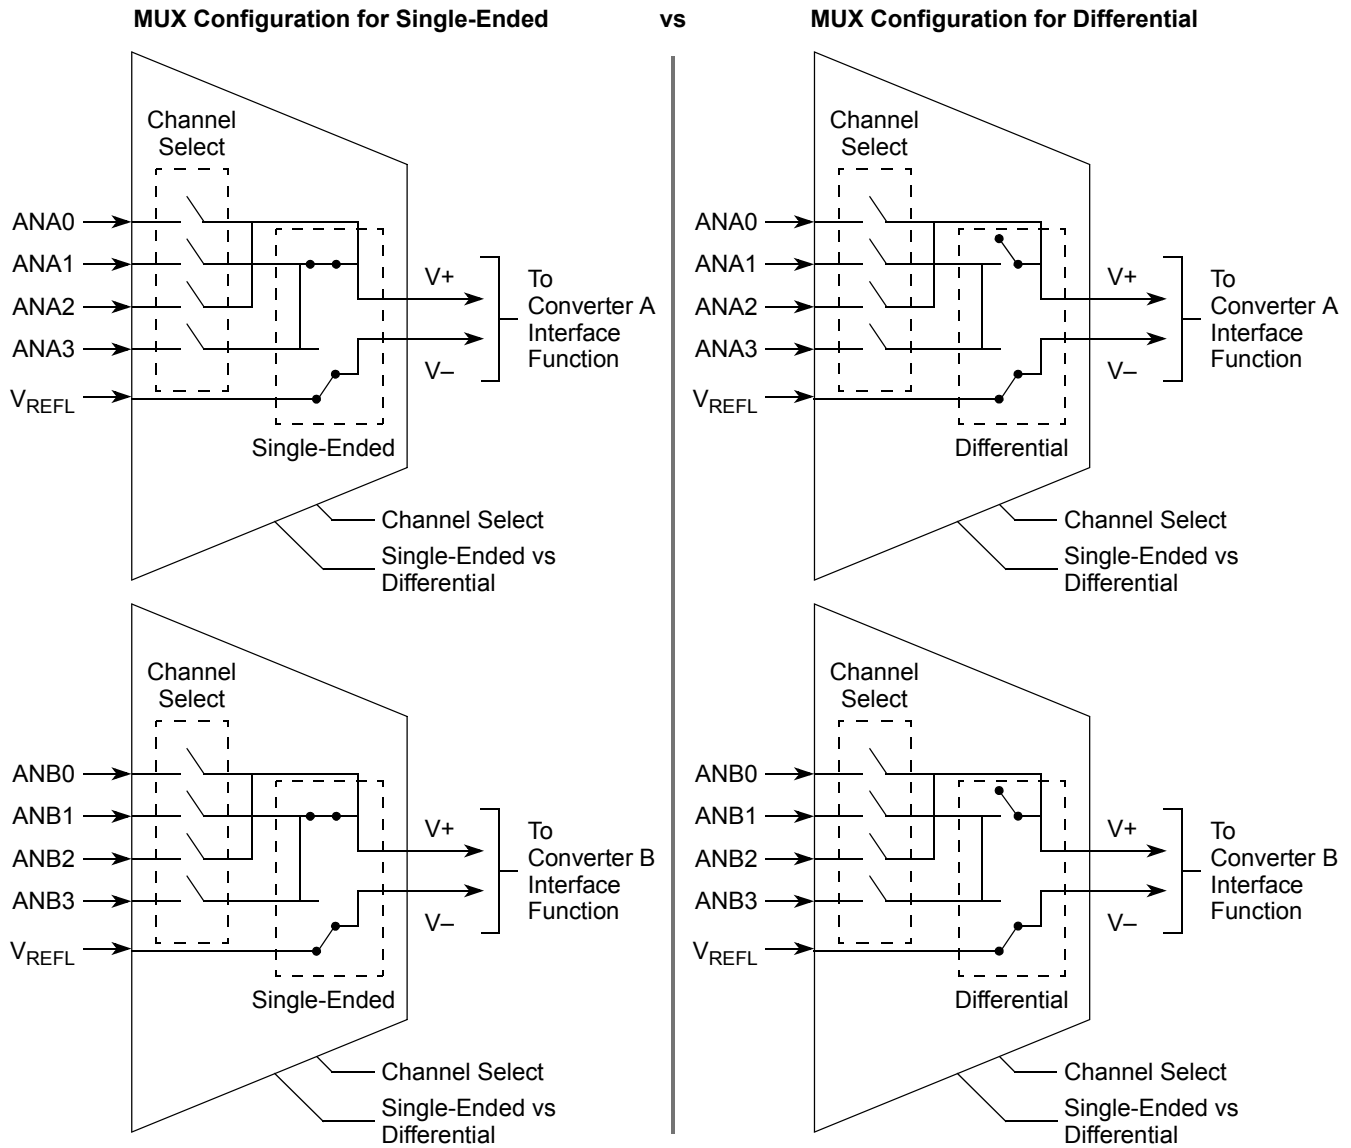 MUX Configuration for Single-Ended vs MUX Configuration for Differential
Channel
Select
ANA0
ANA1
ANA2
ANA3
VREFL
V+
V–
To
Converter A
Interface
Function
Single-Ended
Channel Select
Single-Ended vs
Differential
Channel
Select
ANA0
ANA1
ANA2
ANA3
VREFL
V+
V–
To
Converter A
Interface
Function
Differential
Channel Select
Single-Ended vs
Differential
Channel
Select
ANB0
ANB1
ANB2
ANB3
VREFL
V+
V–
To
Converter B
Interface
Function
Single-Ended
Channel Select
Single-Ended vs
Differential
Channel
Select
ANB0
ANB1
ANB2
ANB3
VREFL
V+
V–
To
Converter B
Interface
Function
Differential
Channel Select
Single-Ended vs
Differential